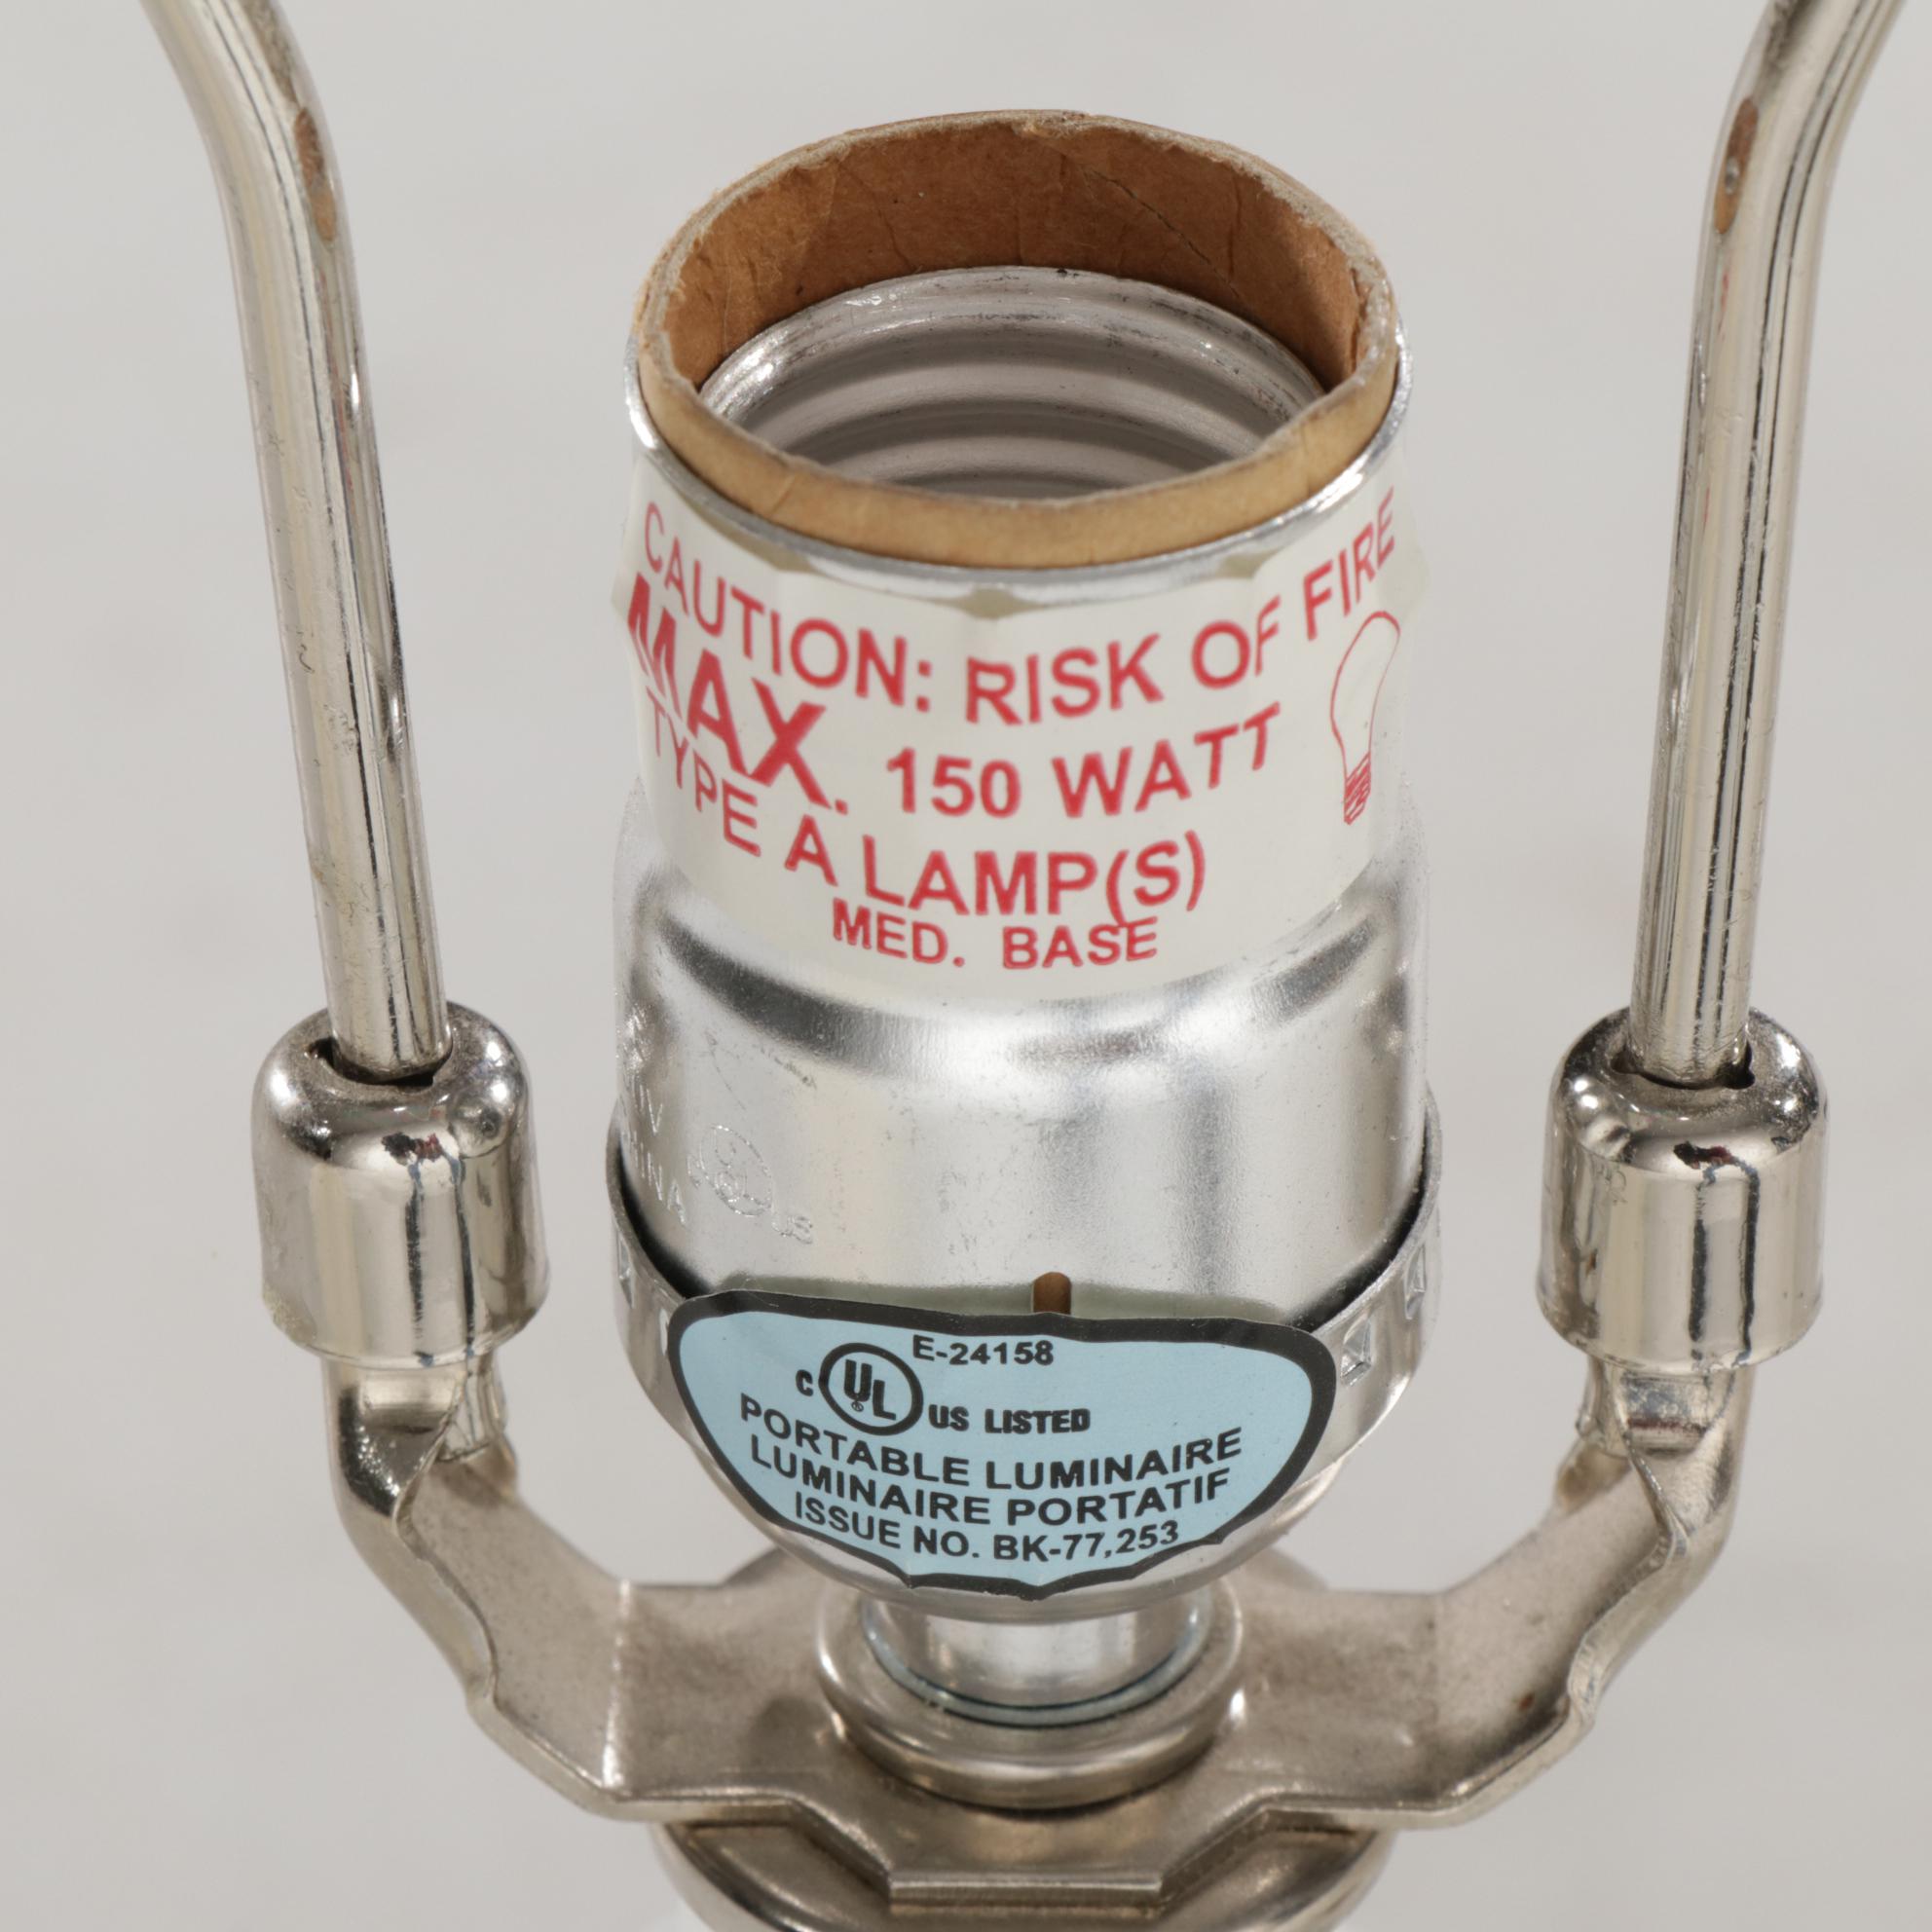 CAUTION: RISK OF FIRE
MAX. 150 WATT
TYPE A LAMP(S)
MED. BASE
E-24158
C UL ® US LISTED
PORTABLE LUMINAIRE
LUMINAIRE PORTATIF
ISSUE NO. BK-77,253